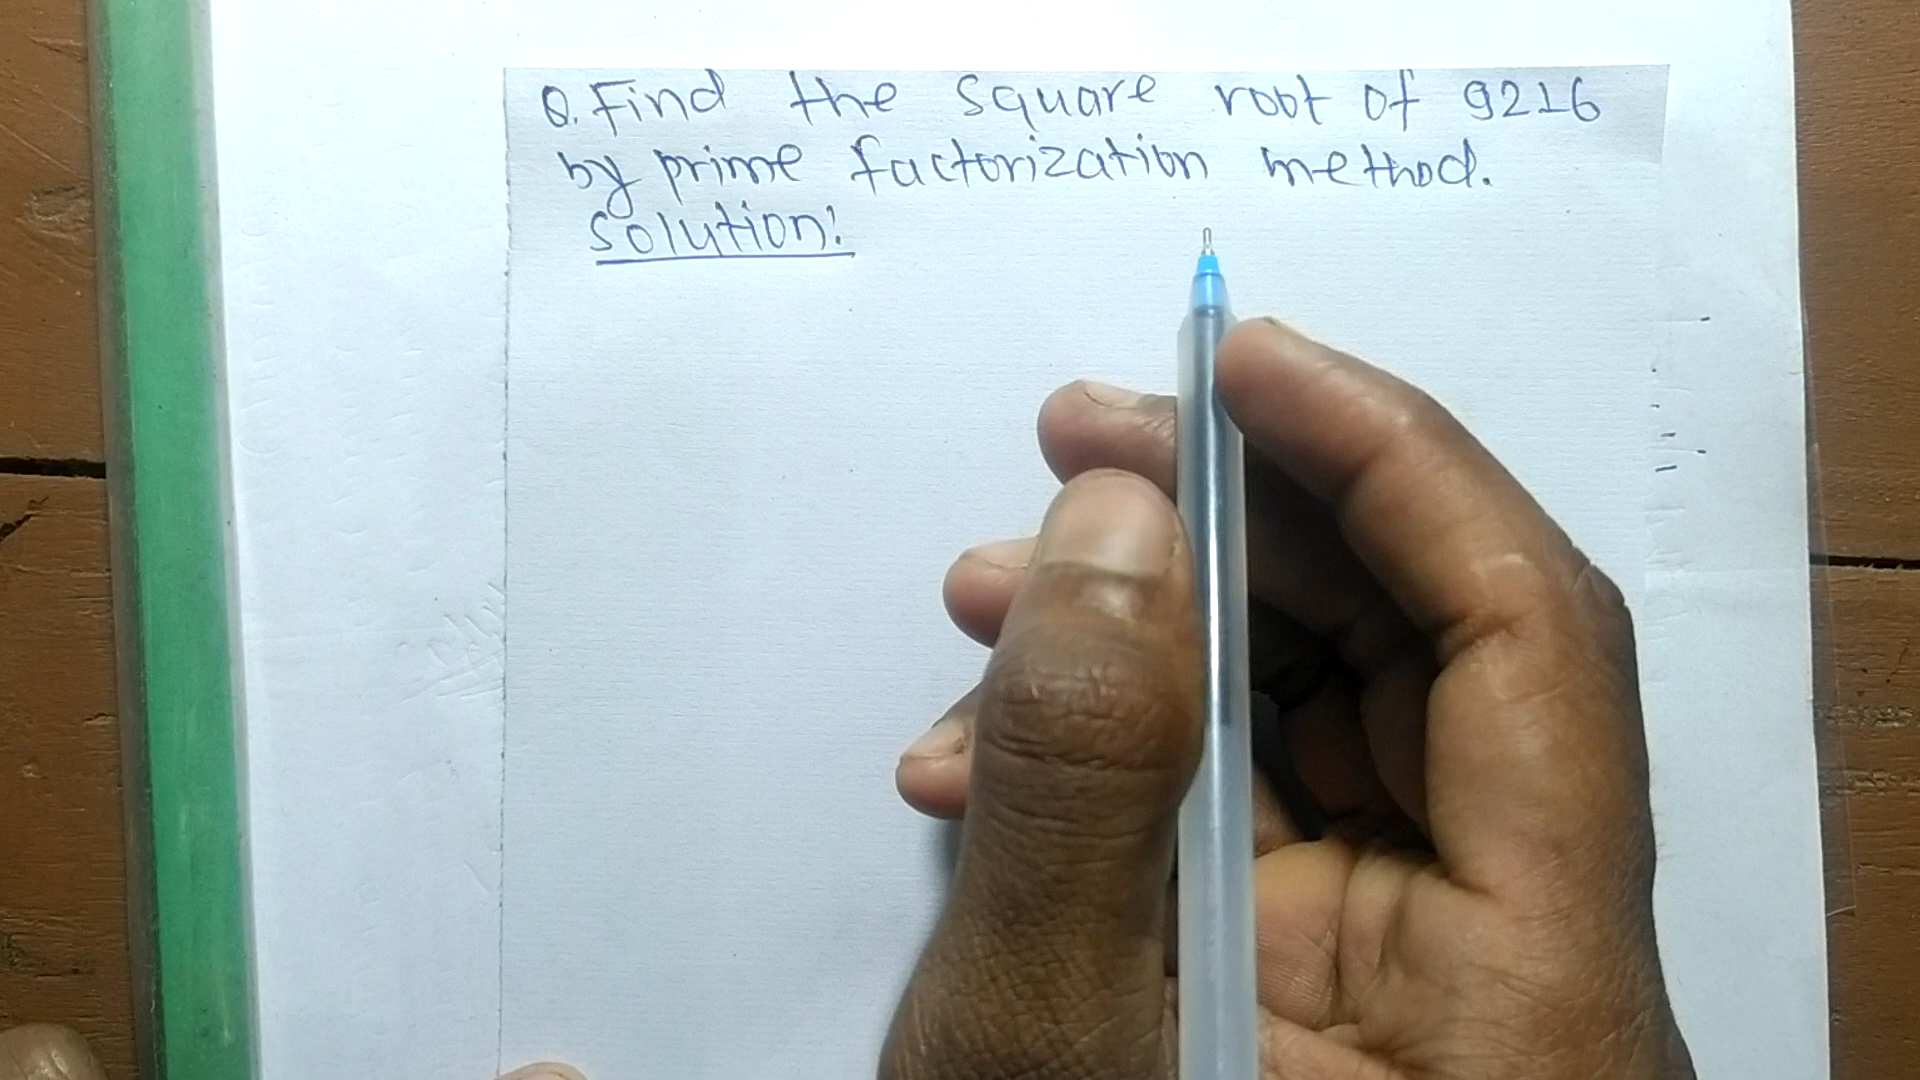 Q. Find the square root of 9216
by prime factorization method.
Solution: